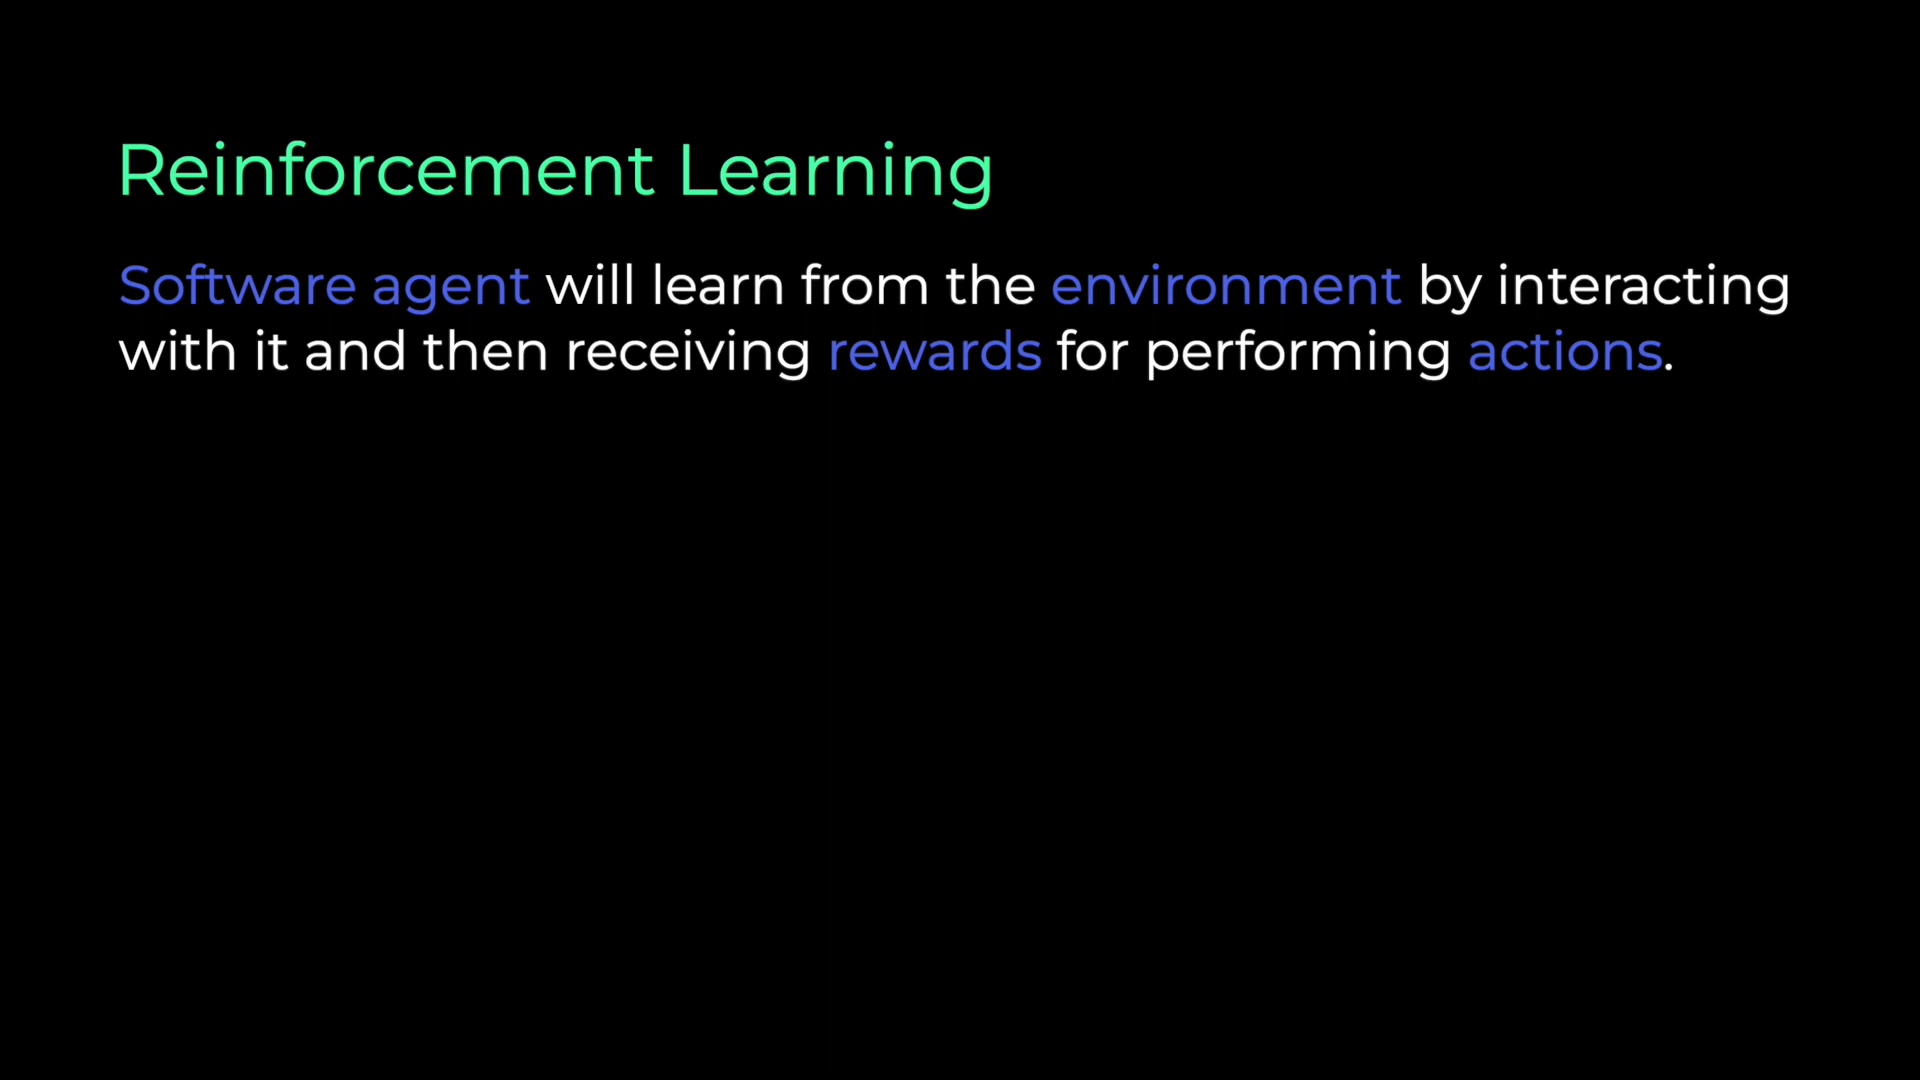 Reinforcement Learning
Software agent will learn from the environment by interacting
with it and then receiving rewards for performing actions.